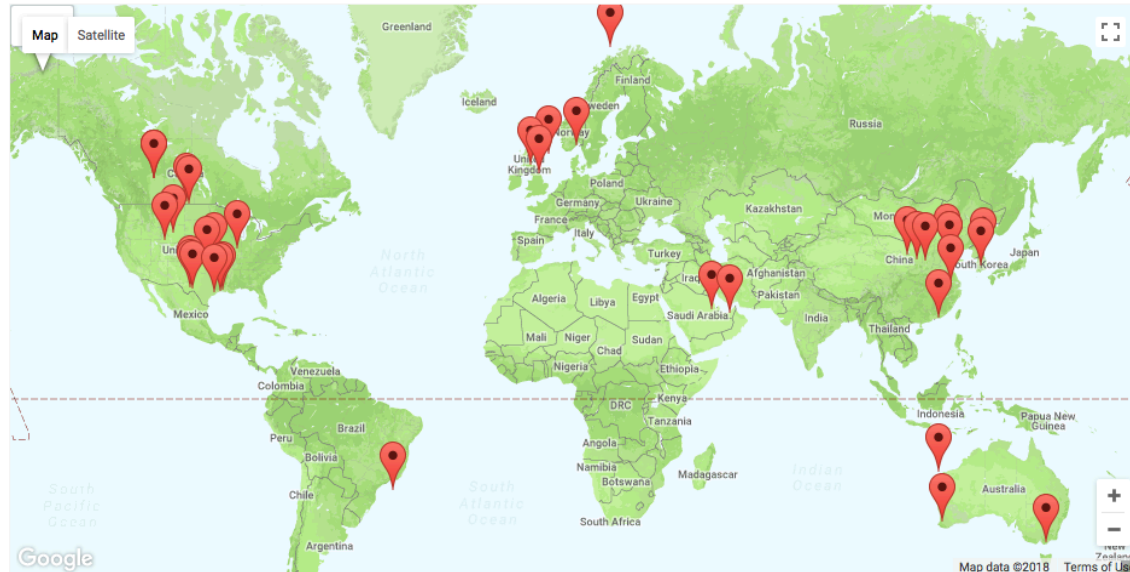 Map
Satellite
Greenland
Iceland
Finland
Sweden
Norway
Russia
United
Kingdom
Poland
Germany
Ukraine
France
Kazakhstan
Mon
Italy
Spain
Turkey
Uni
China
South Korea
Japan
North
Atlantic
Ocean
Iraq
Afghanistan
Pakistan
Algeria
Libya
Egypt
Saudi Arabia
India
Mexico
Mali
Niger
Sudan
Thailand
Chad
Nigeria
Ethiopia
Venezuela
Colombia
DRC
Kenya
Indonesia
Papua New
Guinea
Tanzania
Peru
Brazil
Angola
Bolivia
Namibia
Botswana
Madagascar
Indian
Ocean
South
Pacific
Ocean
South
Atlantic
Ocean
Chile
Australia
South Africa
Argentina
New
Zealan
Google
Map data ©2018
Terms of Us